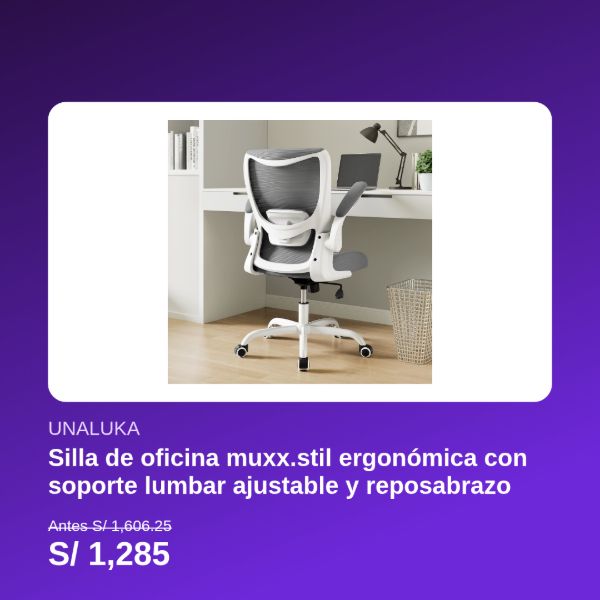 UNALUKA
Silla de oficina muxx.stil ergonómica con
soporte lumbar ajustable y reposabrazo
Antes S/ 1,606.25
S/ 1,285